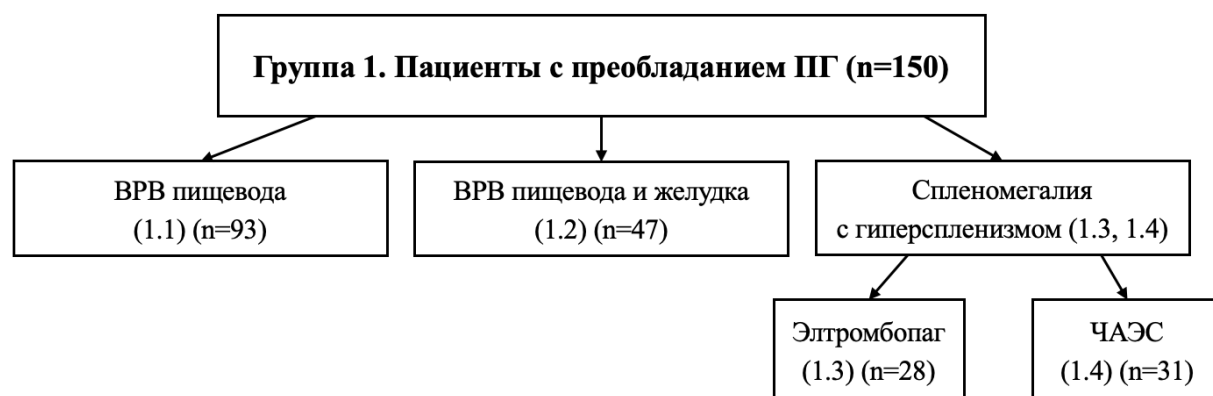 Группа 1. Пациенты с преобладанием ПГ (n=150)
ВРВ пищевода
(1.1) (n=93)
ВРВ пищевода и желудка
(1.2) (n=47)
Спленомегалия
с гиперспленизмом (1.3, 1.4)
Элтромбопаг
(1.3) (n=28)
ЧАЭС
(1.4) (n=31)